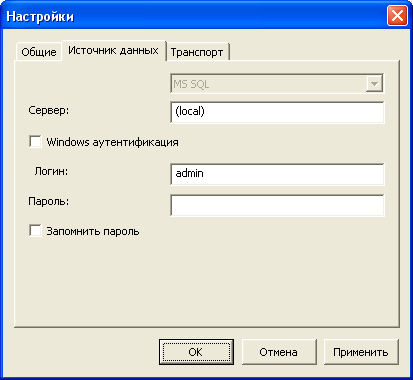 Настройки
Общие Источник данных Транспорт
MS SQL
Сервер: (local)
Windows аутентификация
Логин: admin
Пароль:
Запомнить пароль
OK Отмена Применить